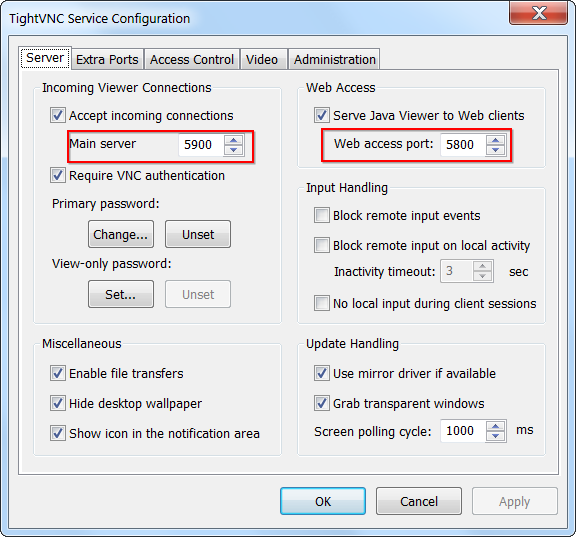 TightVNC Service Configuration
Server Extra Ports Access Control Video Administration
Incoming Viewer Connections
Accept incoming connections
Main server 5900
Require VNC authentication
Primary password:
Change... Unset
View-only password:
Set... Unset
Web Access
Serve Java Viewer to Web clients
Web access port: 5800
Input Handling
Block remote input events
Block remote input on local activity
Inactivity timeout: 3 sec
No local input during client sessions
Miscellaneous
Enable file transfers
Hide desktop wallpaper
Show icon in the notification area
Update Handling
Use mirror driver if available
Grab transparent windows
Screen polling cycle: 1000 ms
OK Cancel Apply